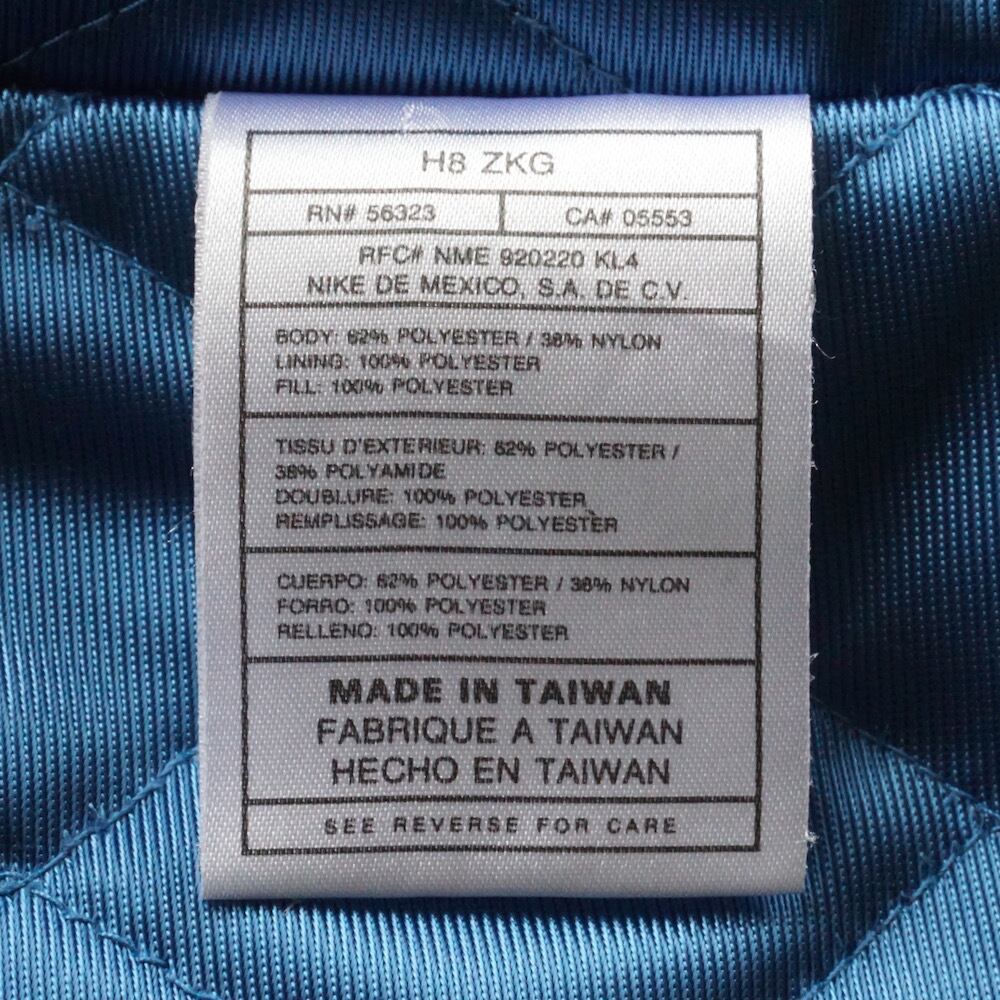 H8 ZKG
RN# 56323 CA# 05553
RFC# NME 920220 KL4
NIKE DE MEXICO, S.A. DE C.V.
BODY: 62% POLYESTER / 38% NYLON
LINING: 100% POLYESTER
FILL: 100% POLYESTER
TISSU D'EXTERIEUR: 62% POLYESTER /
38% POLYAMIDE
DOUBLURE: 100% POLYESTER
REMPLISSAGE: 100% POLYESTER
CUERPO: 62% POLYESTER / 38% NYLON
FORRO: 100% POLYESTER
RELLENO: 100% POLYESTER
MADE IN TAIWAN
FABRIQUE A TAIWAN
HECHO EN TAIWAN
SEE REVERSE FOR CARE